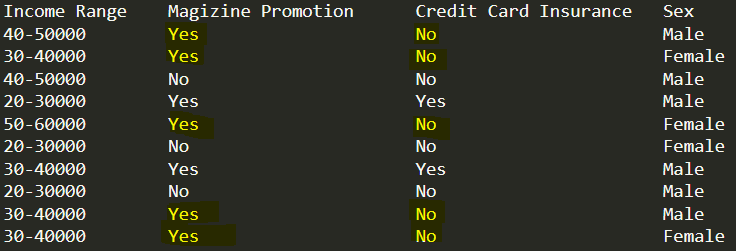 Income Range Magizine Promotion Credit Card Insurance Sex
40-50000 Yes No Male
30-40000 Yes No Female
40-50000 No No Male
20-30000 Yes Yes Male
50-60000 Yes No Female
20-30000 No No Female
30-40000 Yes Yes Male
20-30000 No No Male
30-40000 Yes No Male
30-40000 Yes No Female